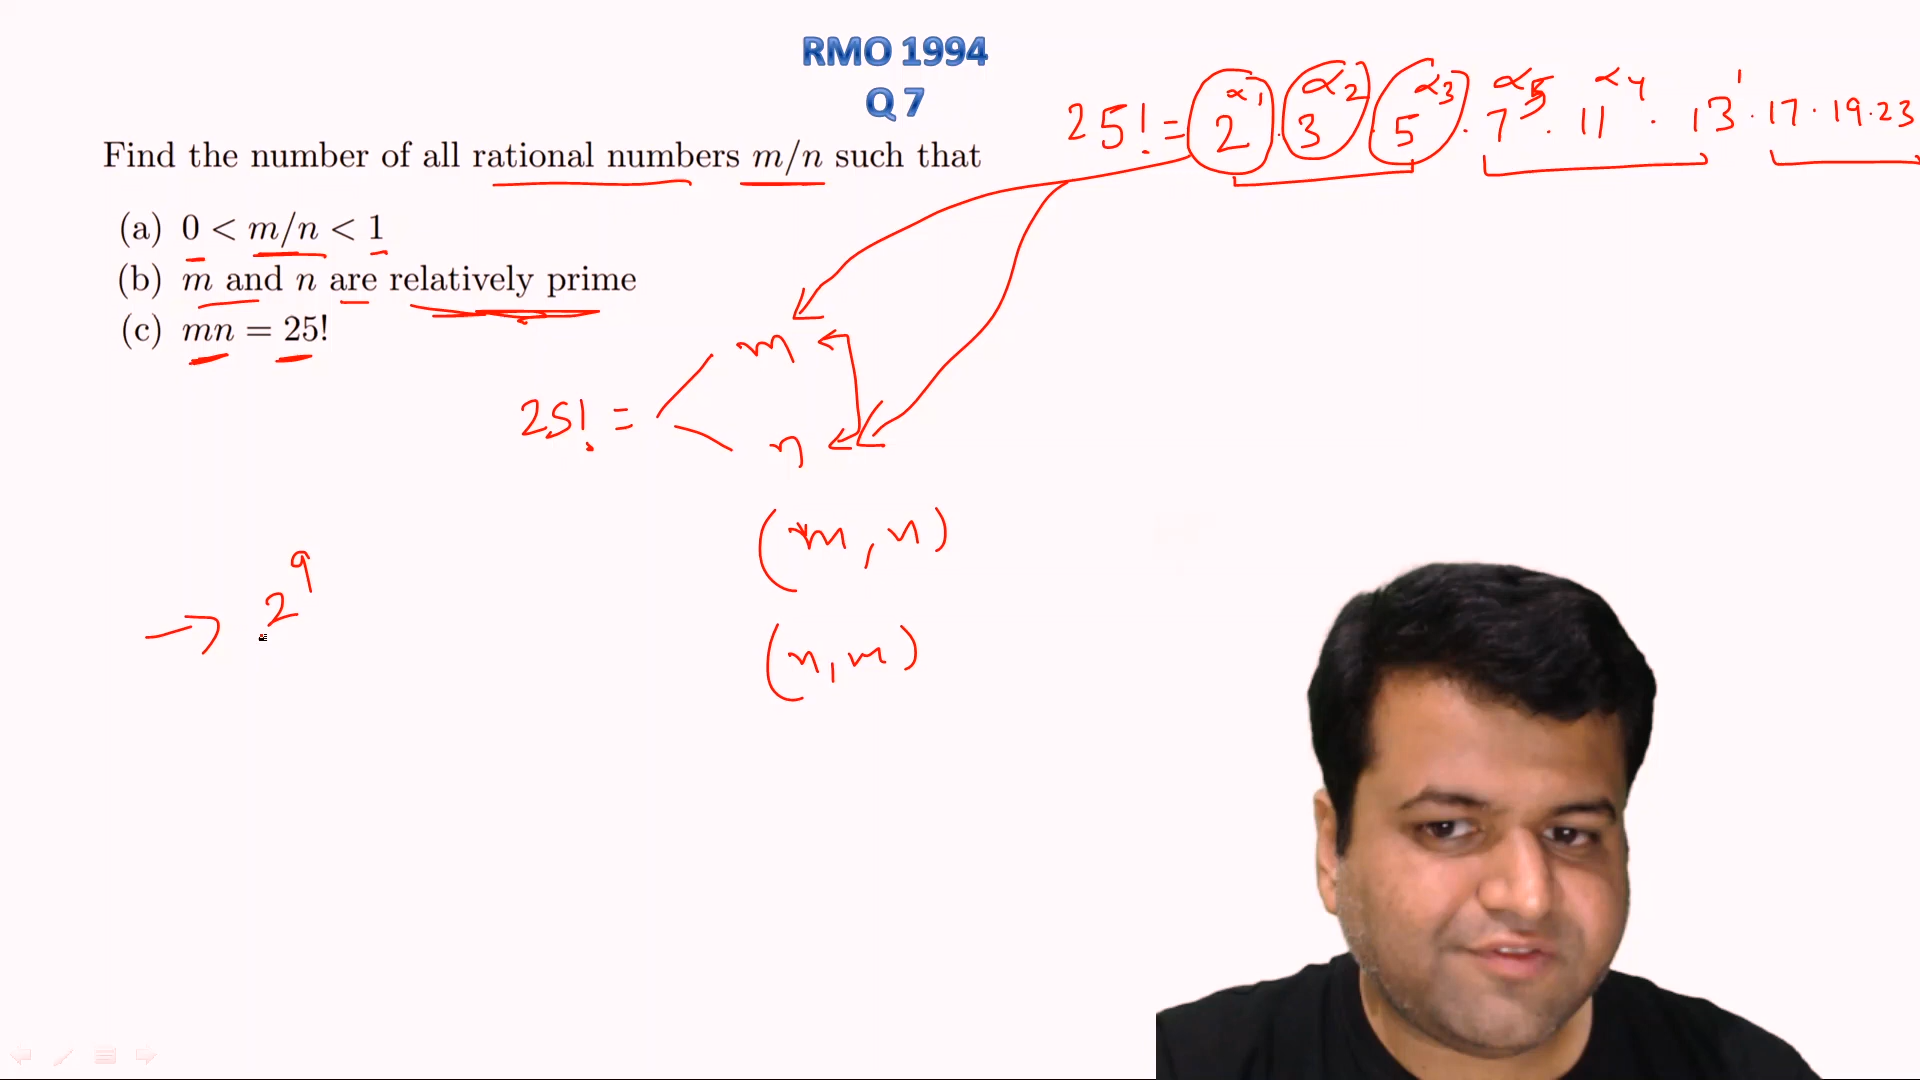 RMO 1994
Q 7
Find the number of all rational numbers m/n such that
(a) 0 < m/n < 1
(b) m and n are relatively prime
(c) mn = 25!
25! = 2^α1 · 3^α2 · 5^α3 · 7^α5 · 11^α4 · 13^1 · 17 · 19 · 23
m
25! =
n
(m, n)
→ 2^9
(n, m)